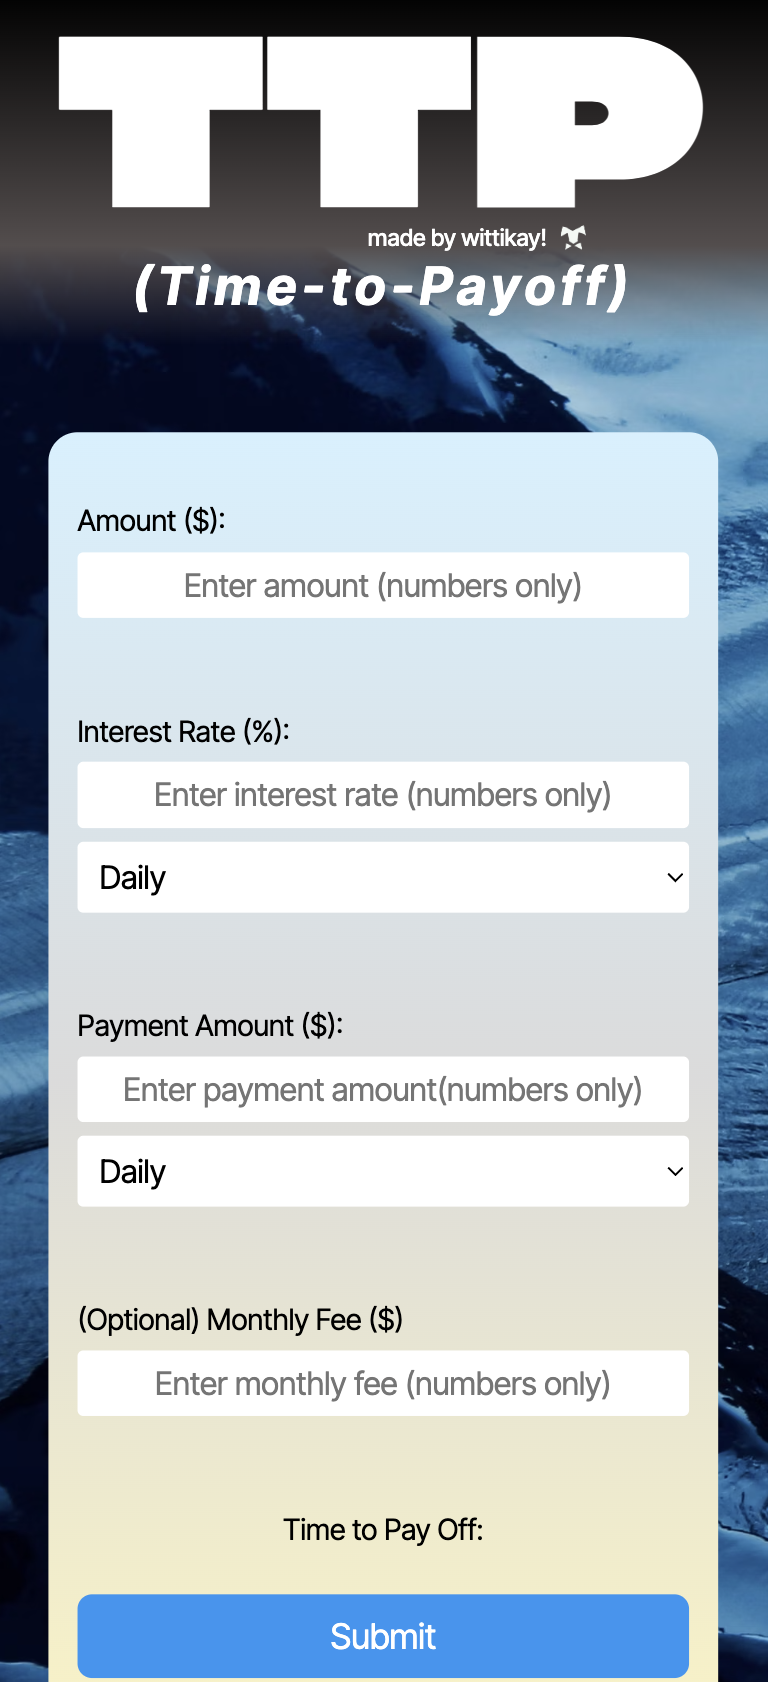 TTP
made by wittikay!
(Time-to-Payoff)
Amount ($):
Enter amount (numbers only)
Interest Rate (%):
Enter interest rate (numbers only)
Daily
Payment Amount ($):
Enter payment amount(numbers only)
Daily
(Optional) Monthly Fee ($)
Enter monthly fee (numbers only)
Time to Pay Off:
Submit